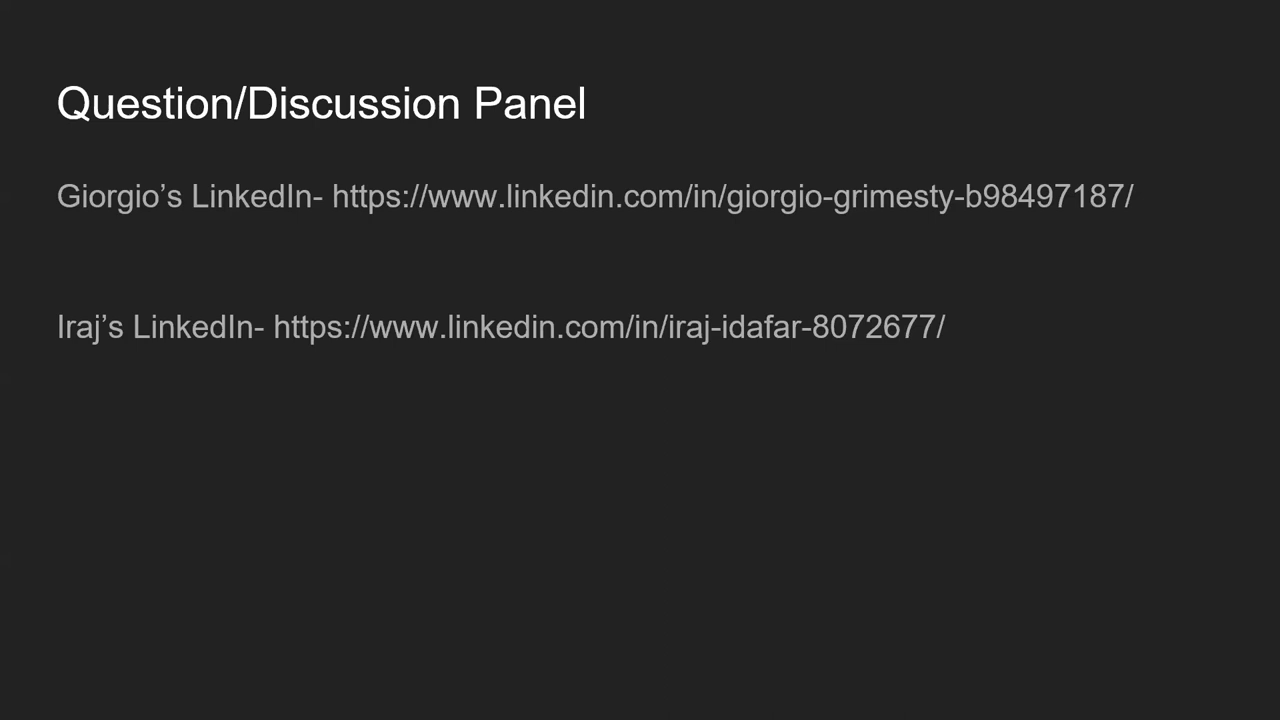 Question/Discussion Panel
Giorgio’s LinkedIn- https://www.linkedin.com/in/giorgio-grimesty-b98497187/
Iraj’s LinkedIn- https://www.linkedin.com/in/iraj-idafar-8072677/